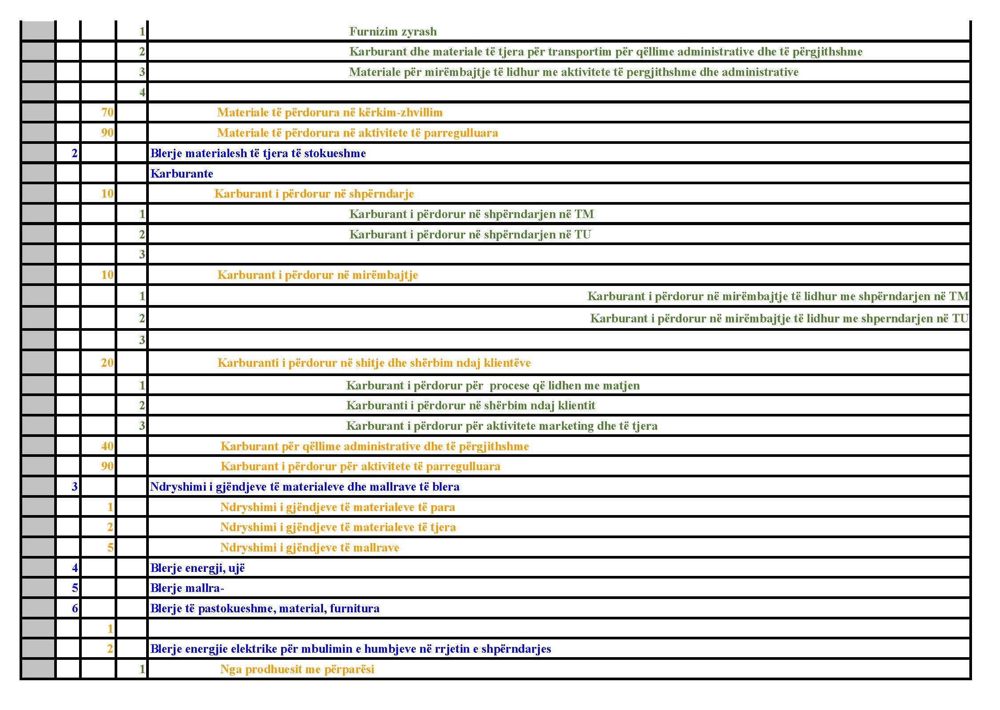 1 Furnizim zyrash
2 Karburant dhe materiale të tjera për transportim për qëllime administrative dhe të përgjithshme
3 Materiale për mirëmbajtje të lidhur me aktivitete të pergjithshme dhe administrative
4
70 Materiale të përdorura në kërkim-zhvillim
90 Materiale të përdorura në aktivitete të parregulluara
2 Blerje materialesh të tjera të stokueshme
Karburante
10 Karburant i përdorur në shpërndarje
1 Karburant i përdorur në shpërndarjen në TM
2 Karburant i përdorur në shpërndarjen në TU
3
10 Karburant i përdorur në mirëmbajtje
1 Karburant i përdorur në mirëmbajtje të lidhur me shpërndarjen në TM
2 Karburant i përdorur në mirëmbajtje të lidhur me shperndarjen në TU
3
20 Karburanti i përdorur në shitje dhe shërbim ndaj klientëve
1 Karburant i përdorur për  procese që lidhen me matjen
2 Karburanti i përdorur në shërbim ndaj klientit
3 Karburant i përdorur për aktivitete marketing dhe të tjera
40 Karburant për qëllime administrative dhe të përgjithshme
90 Karburant i përdorur për aktivitete të parregulluara
3 Ndryshimi i gjëndjeve të materialeve dhe mallrave të blera
1 Ndryshimi i gjëndjeve të materialeve të para
2 Ndryshimi i gjëndjeve të materialeve të tjera
5 Ndryshimi i gjëndjeve të mallrave
4 Blerje energji, ujë
5 Blerje mallra-
6 Blerje të pastokueshme, material, furnitura
1
2 Blerje energjie elektrike për mbulimin e humbjeve në rrjetin e shpërndarjes
1 Nga prodhuesit me përparësi